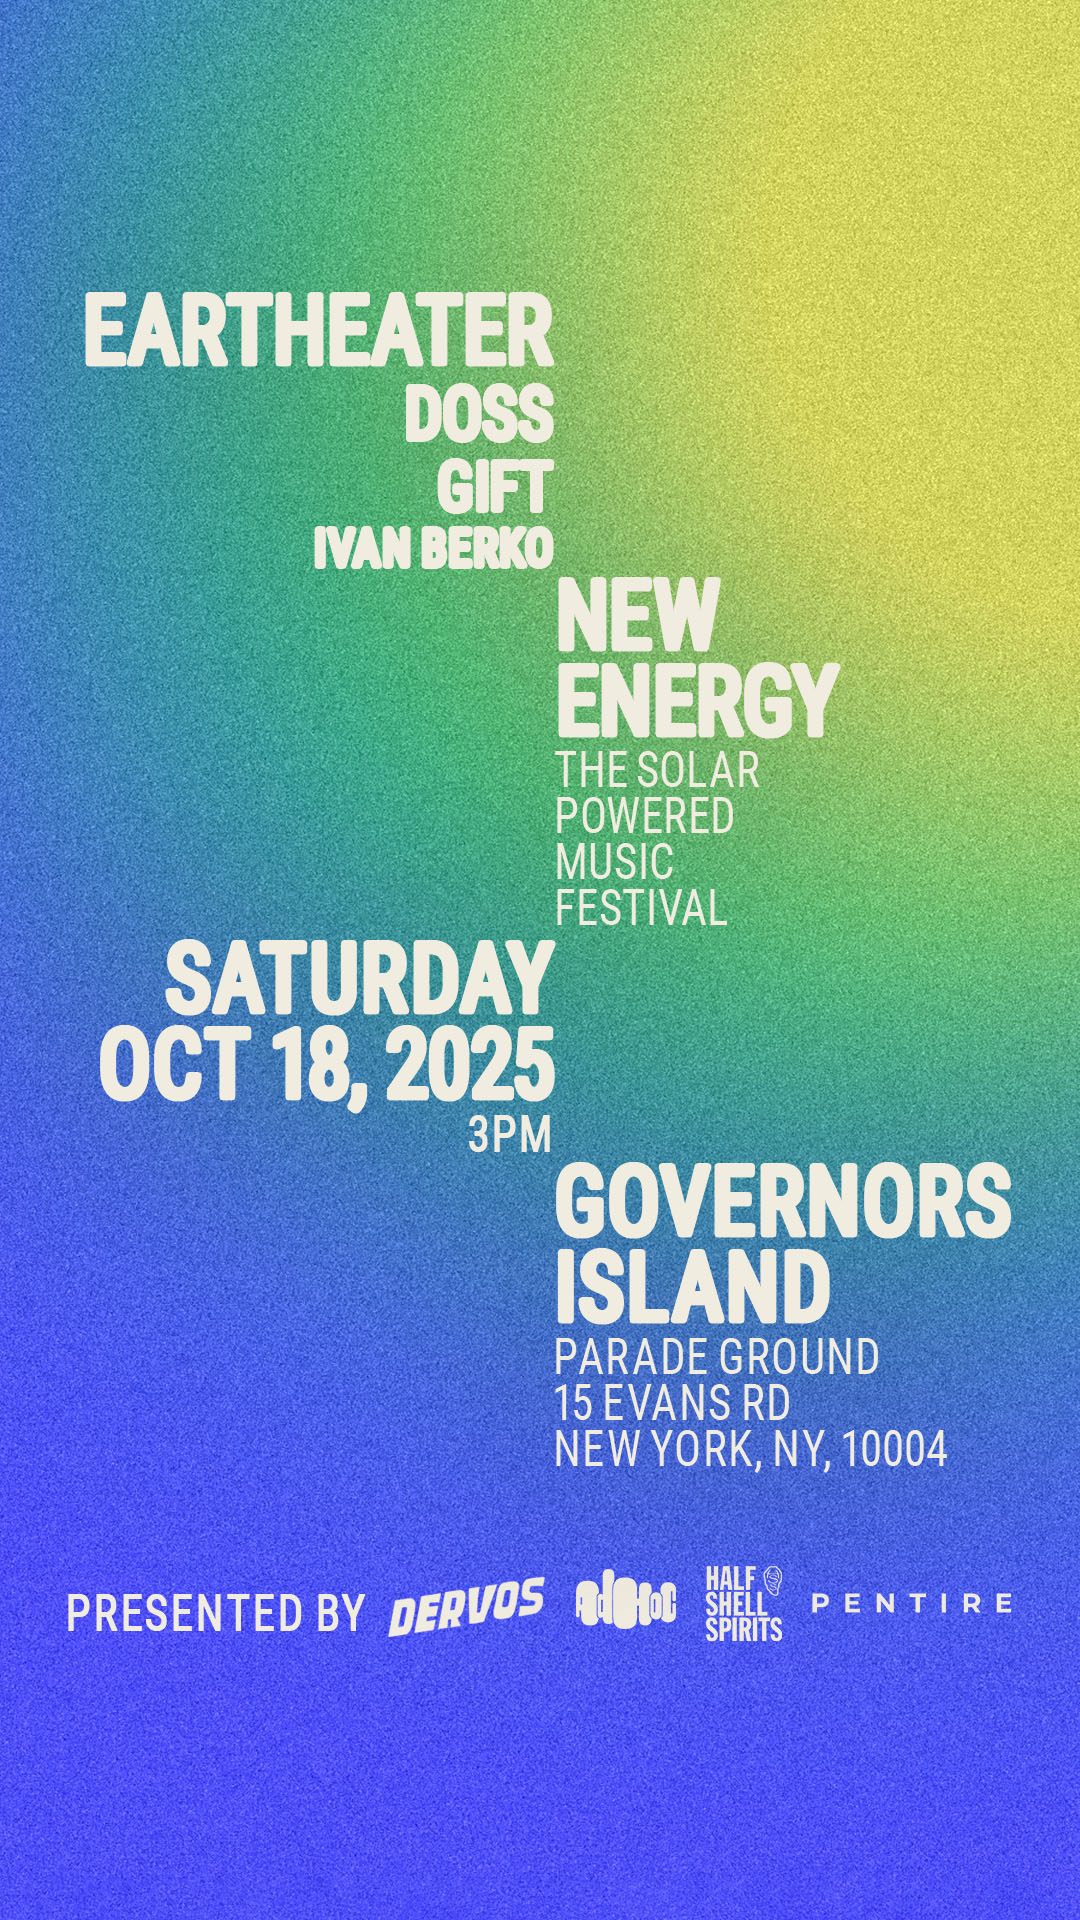 EARTHEATER
DOSS
GIFT
IVAN BERKO
NEW
ENERGY
THE SOLAR
POWERED
MUSIC
FESTIVAL
SATURDAY
OCT 18, 2025
3PM
GOVERNORS
ISLAND
PARADE GROUND
15 EVANS RD
NEW YORK, NY, 10004
PRESENTED BY DERVOS AdHoc HALF SHELL SPIRITS PENTIRE